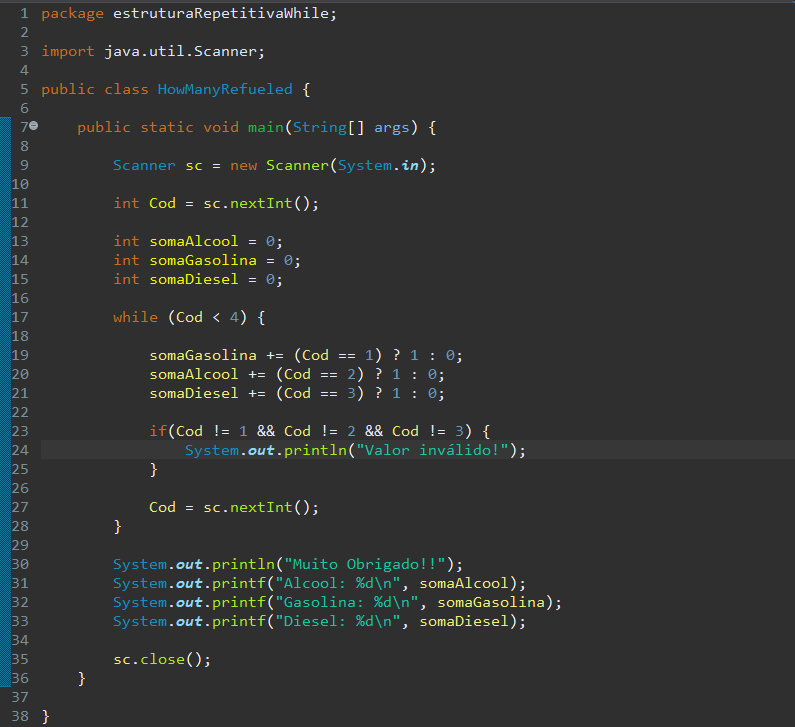 1 package estruturaRepetitivaWhile;
2
3 import java.util.Scanner;
4
5 public class HowManyRefueled {
6
7 public static void main(String[] args) {
8
9 Scanner sc = new Scanner(System.in);
10
11 int Cod = sc.nextInt();
12
13 int somaAlcool = 0;
14 int somaGasolina = 0;
15 int somaDiesel = 0;
16
17 while (Cod < 4) {
18
19 somaGasolina += (Cod == 1) ? 1 : 0;
20 somaAlcool += (Cod == 2) ? 1 : 0;
21 somaDiesel += (Cod == 3) ? 1 : 0;
22
23 if(Cod != 1 && Cod != 2 && Cod != 3) {
24 System.out.println("Valor inválido!");
25 }
26
27 Cod = sc.nextInt();
28 }
29
30 System.out.println("Muito Obrigado!!");
31 System.out.printf("Alcool: %d\n", somaAlcool);
32 System.out.printf("Gasolina: %d\n", somaGasolina);
33 System.out.printf("Diesel: %d\n", somaDiesel);
34
35 sc.close();
36 }
37
38 }